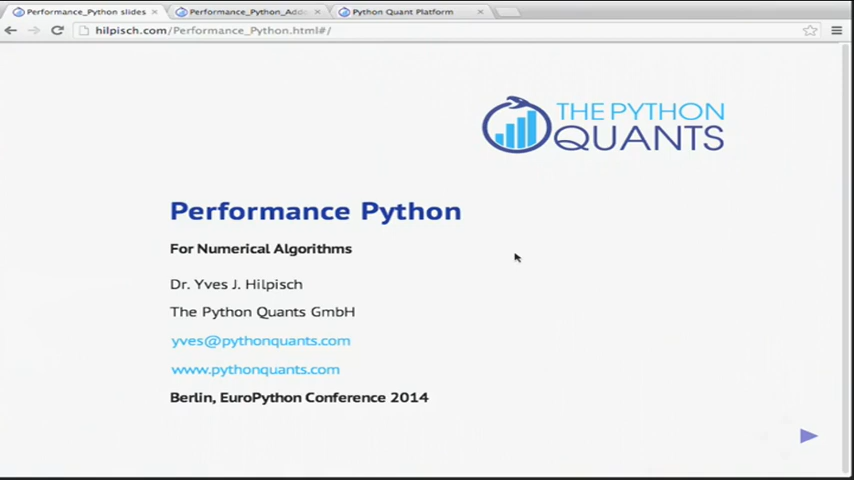 Performance_Python slides
Performance_Python_Adde
Python Quant Platform
hilpisch.com/Performance_Python.html#/
THE PYTHON
QUANTS
Performance Python
For Numerical Algorithms
Dr. Yves J. Hilpisch
The Python Quants GmbH
yves@pythonquants.com
www.pythonquants.com
Berlin, EuroPython Conference 2014